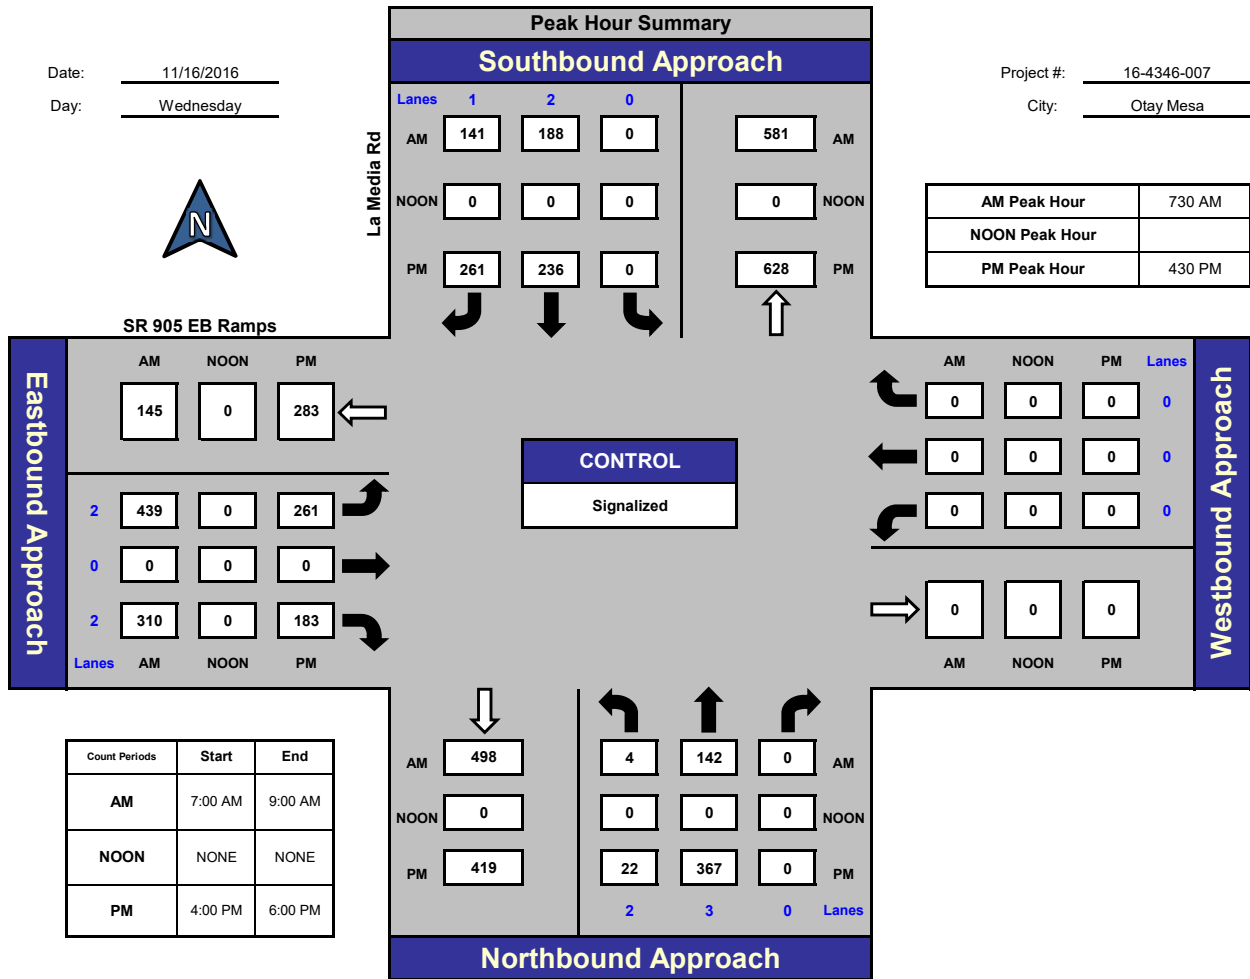 Peak Hour Summary
Southbound Approach
Date: 11/16/2016
Day: Wednesday
Project #: 16-4346-007
City: Otay Mesa
N
La Media Rd
Lanes 1 2 0
AM 141 188 0 581 AM
NOON 0 0 0 0 NOON
PM 261 236 0 628 PM
AM Peak Hour 730 AM
NOON Peak Hour
PM Peak Hour 430 PM
SR 905 EB Ramps
Eastbound Approach
AM NOON PM
145 0 283
2 439 0 261
0 0 0 0
2 310 0 183
Lanes AM NOON PM
CONTROL
Signalized
AM NOON PM Lanes
0 0 0 0
0 0 0 0
0 0 0 0
0 0 0
AM NOON PM
Westbound Approach
Count Periods Start End
AM 7:00 AM 9:00 AM
NOON NONE NONE
PM 4:00 PM 6:00 PM
AM 498 4 142 0 AM
NOON 0 0 0 0 NOON
PM 419 22 367 0 PM
2 3 0 Lanes
Northbound Approach